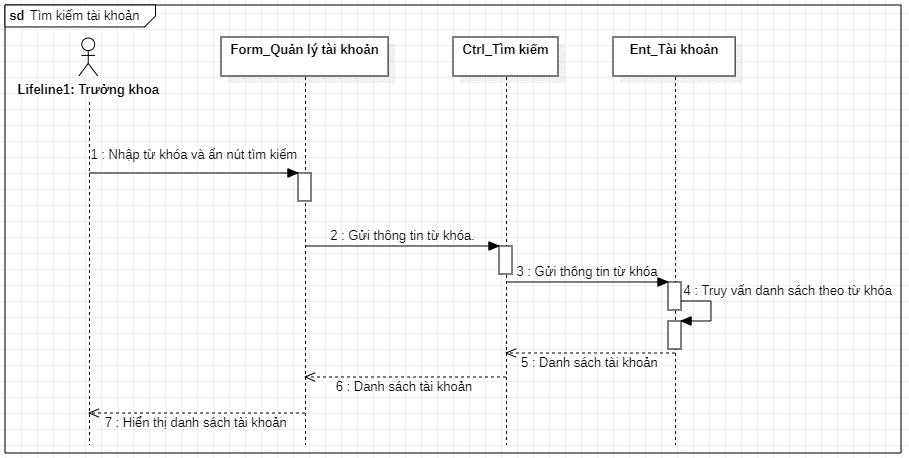 sd Tìm kiếm tài khoản
Lifeline1: Trưởng khoa
Form_Quản lý tài khoản
Ctrl_Tìm kiếm
Ent_Tài khoản
1 : Nhập từ khóa và ấn nút tìm kiếm
2 : Gửi thông tin từ khóa.
3 : Gửi thông tin từ khóa
4 : Truy vấn danh sách theo từ khóa
5 : Danh sách tài khoản
6 : Danh sách tài khoản
7 : Hiển thị danh sách tài khoản